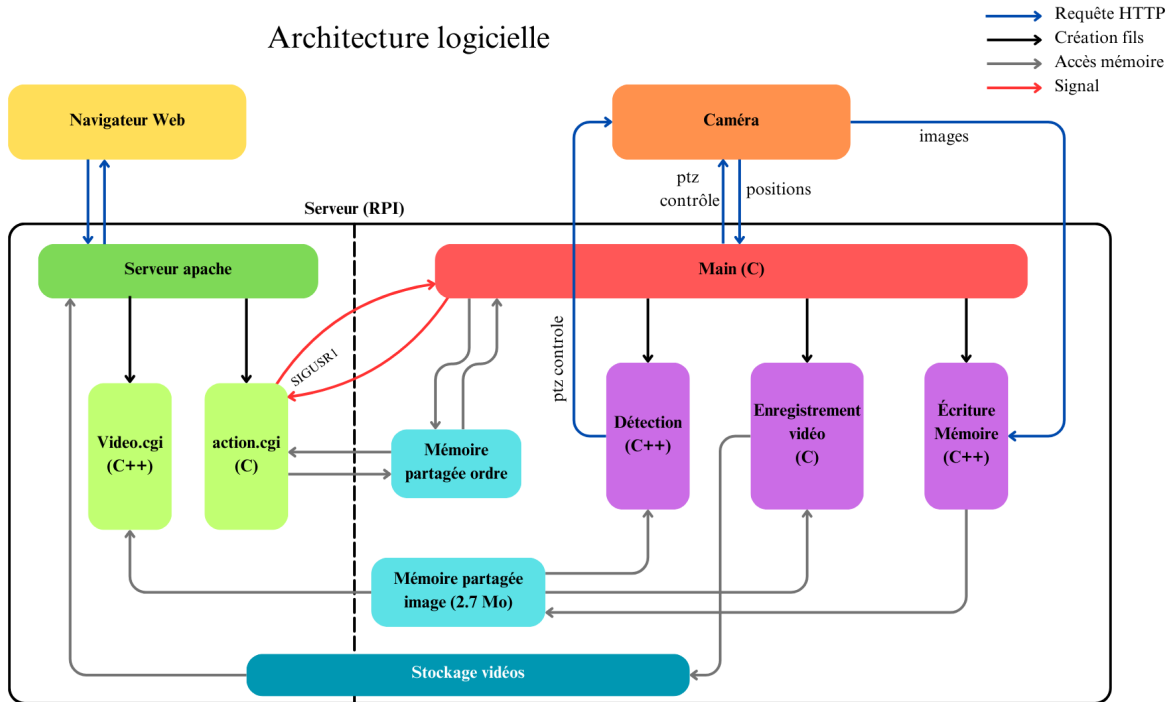 Architecture logicielle
Requête HTTP
Création fils
Accès mémoire
Signal
Navigateur Web
Caméra
images
ptz
contrôle
positions
Serveur (RPI)
Serveur apache
Main (C)
SIGUSR1
ptz controle
Video.cgi
(C++)
action.cgi
(C)
Mémoire
partagée ordre
Détection
(C++)
Enregistrement
vidéo
(C)
Écriture
Mémoire
(C++)
Mémoire partagée
image (2.7 Mo)
Stockage vidéos